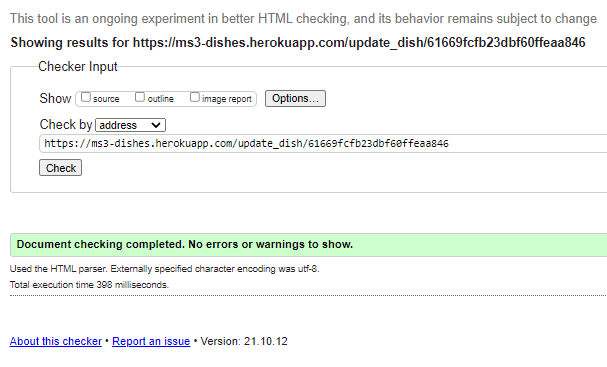 This tool is an ongoing experiment in better HTML checking, and its behavior remains subject to change
Showing results for https://ms3-dishes.herokuapp.com/update_dish/61669fcfb23dbf60ffeaa846
Checker Input
Show source outline image report Options...
Check by address
https://ms3-dishes.herokuapp.com/update_dish/61669fcfb23dbf60ffeaa846
Check
Document checking completed. No errors or warnings to show.
Used the HTML parser. Externally specified character encoding was utf-8.
Total execution time 398 milliseconds.
About this checker • Report an issue • Version: 21.10.12